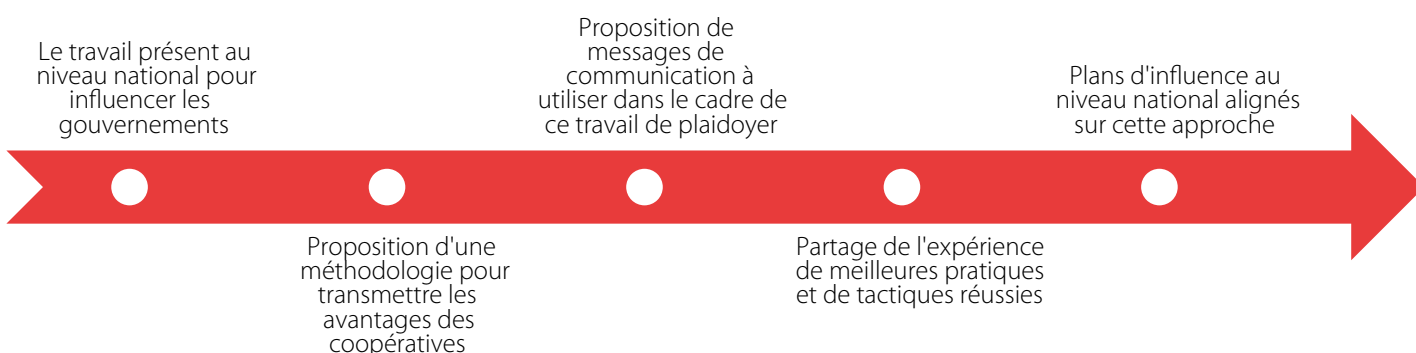 Le travail présent au
niveau national pour
influencer les
gouvernements
Proposition d'une
méthodologie pour
transmettre les
avantages des
coopératives
Proposition de
messages de
communication à
utiliser dans le cadre de
ce travail de plaidoyer
Partage de l'expérience
de meilleures pratiques
et de tactiques réussies
Plans d'influence au
niveau national alignés
sur cette approche